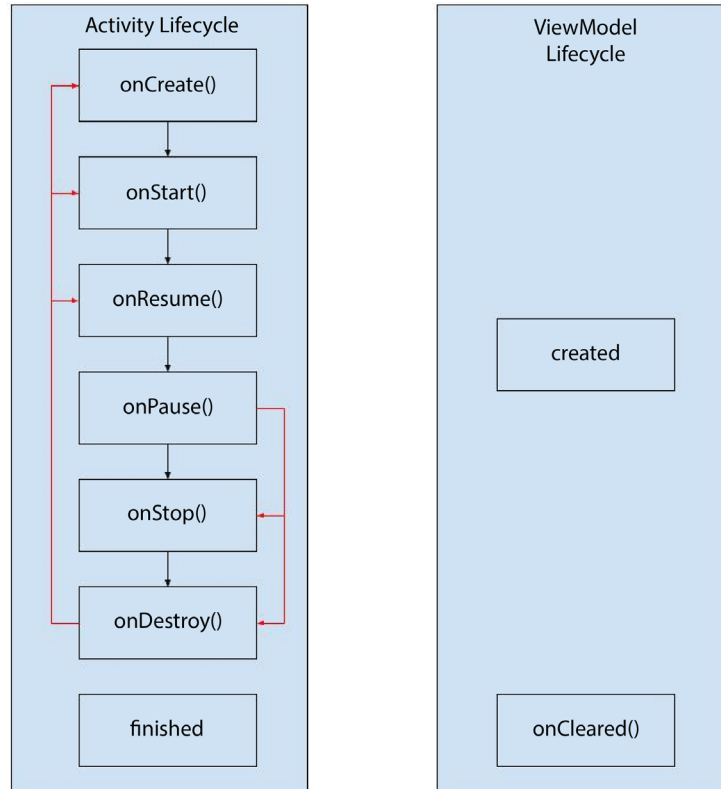 Activity Lifecycle
onCreate()
onStart()
onResume()
onPause()
onStop()
onDestroy()
finished
ViewModel
Lifecycle
created
onCleared()